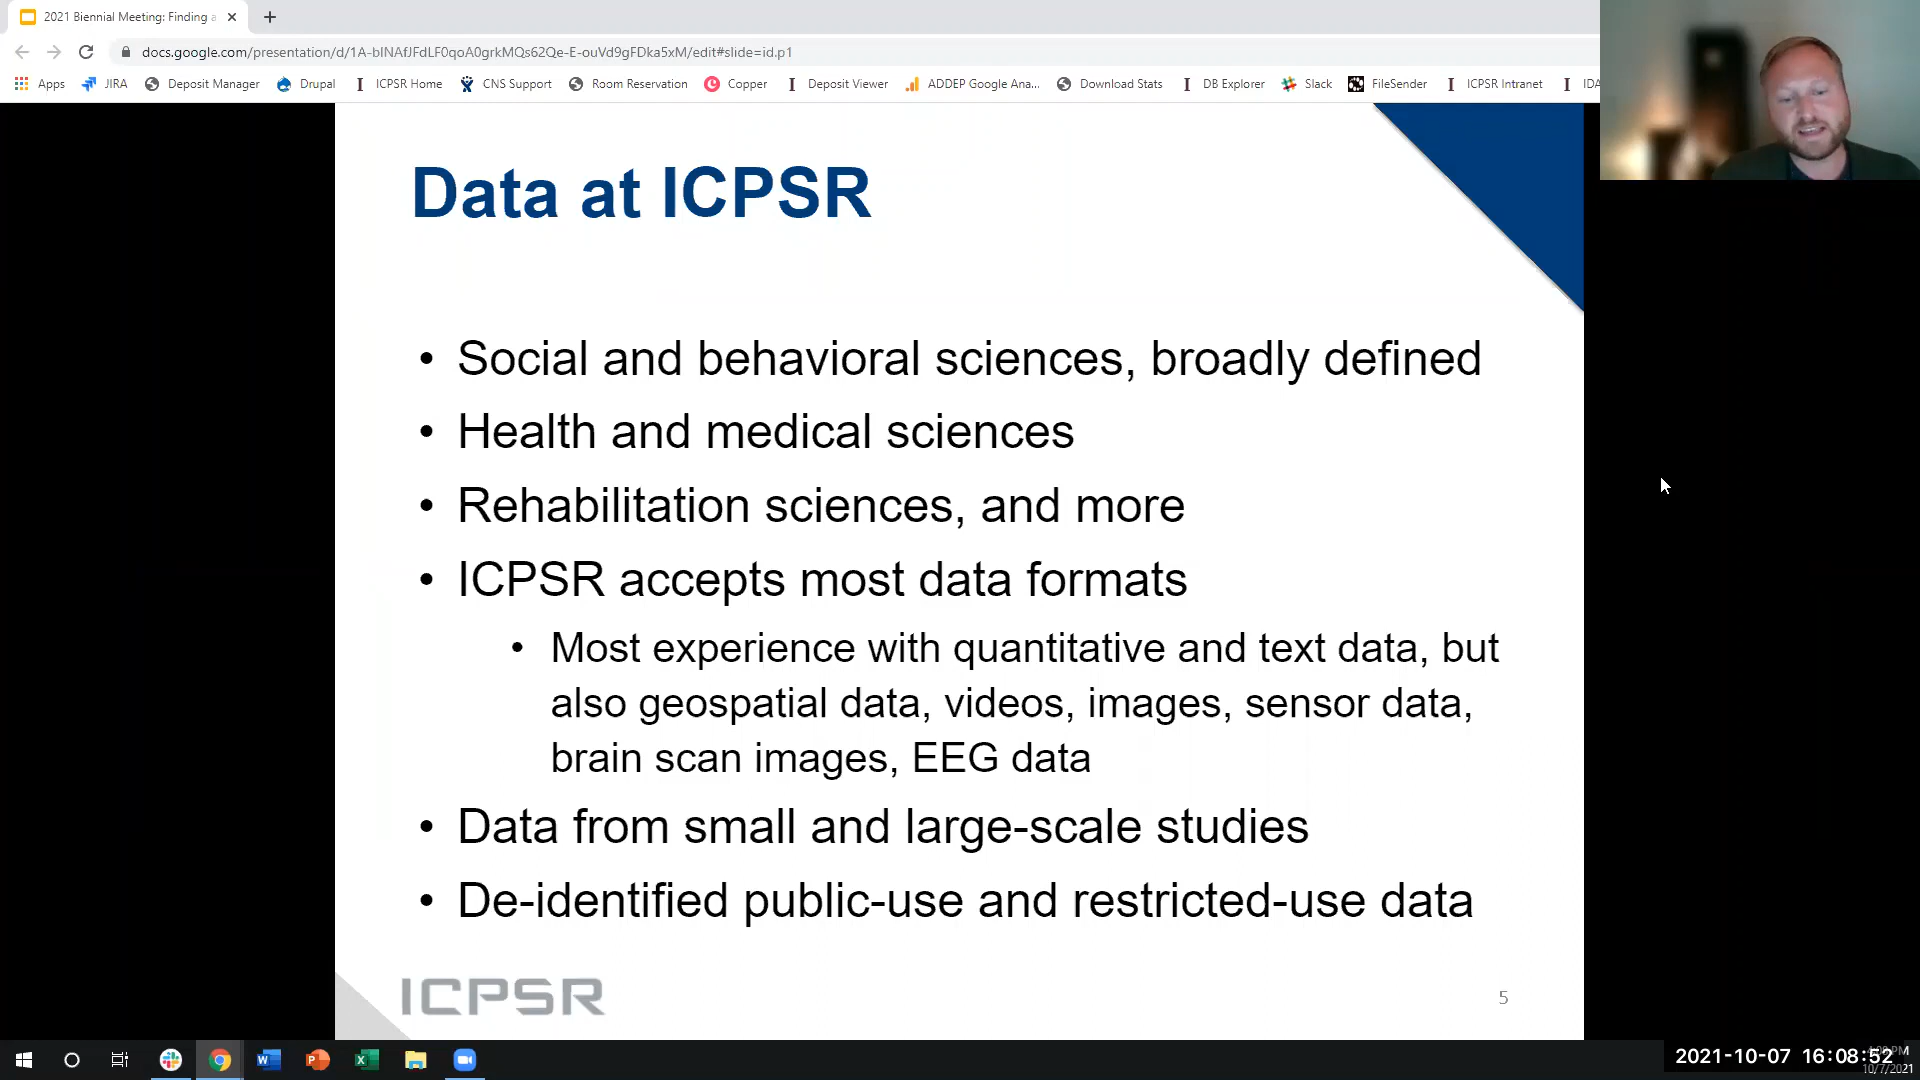 2021 Biennial Meeting: Finding a
docs.google.com/presentation/d/1A-bINAfJFdLF0qoA0grkMQs62Qe-E-ouVd9gFDka5xM/edit#slide=id.p1
Apps JIRA Deposit Manager Drupal ICPSR Home CNS Support Room Reservation Copper Deposit Viewer ADDEP Google Ana... Download Stats DB Explorer Slack FileSender ICPSR Intranet IDA
Data at ICPSR
• Social and behavioral sciences, broadly defined
• Health and medical sciences
• Rehabilitation sciences, and more
• ICPSR accepts most data formats
• Most experience with quantitative and text data, but
also geospatial data, videos, images, sensor data,
brain scan images, EEG data
• Data from small and large-scale studies
• De-identified public-use and restricted-use data
ICPSR
5
2021-10-07 16:08:52
10/7/2021